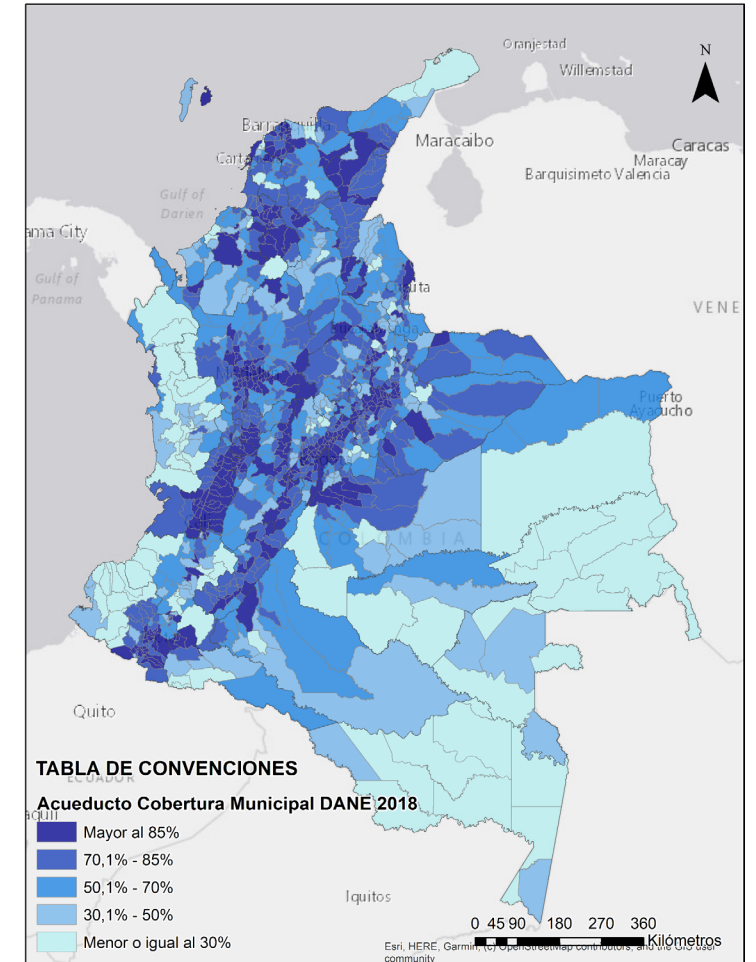 Oranjestad
N
Willemstad
Barranquilla
Maracaibo
Caracas
Maracay
Barquisimeto Valencia
Gulf of
Darien
ama City
Gulf of
Panama
VENE
Puerto
Ayacucho
COLOMBIA
Quito
TABLA DE CONVENCIONES
ECUADOR
Acueducto Cobertura Municipal DANE 2018
Mayor al 85%
70,1% - 85%
50,1% - 70%
30,1% - 50%
Menor o igual al 30%
Iquitos
0 45 90 180 270 360
Kilómetros
Esri, HERE, Garmin, (c) OpenStreetMap contributors, and the GIS user
community